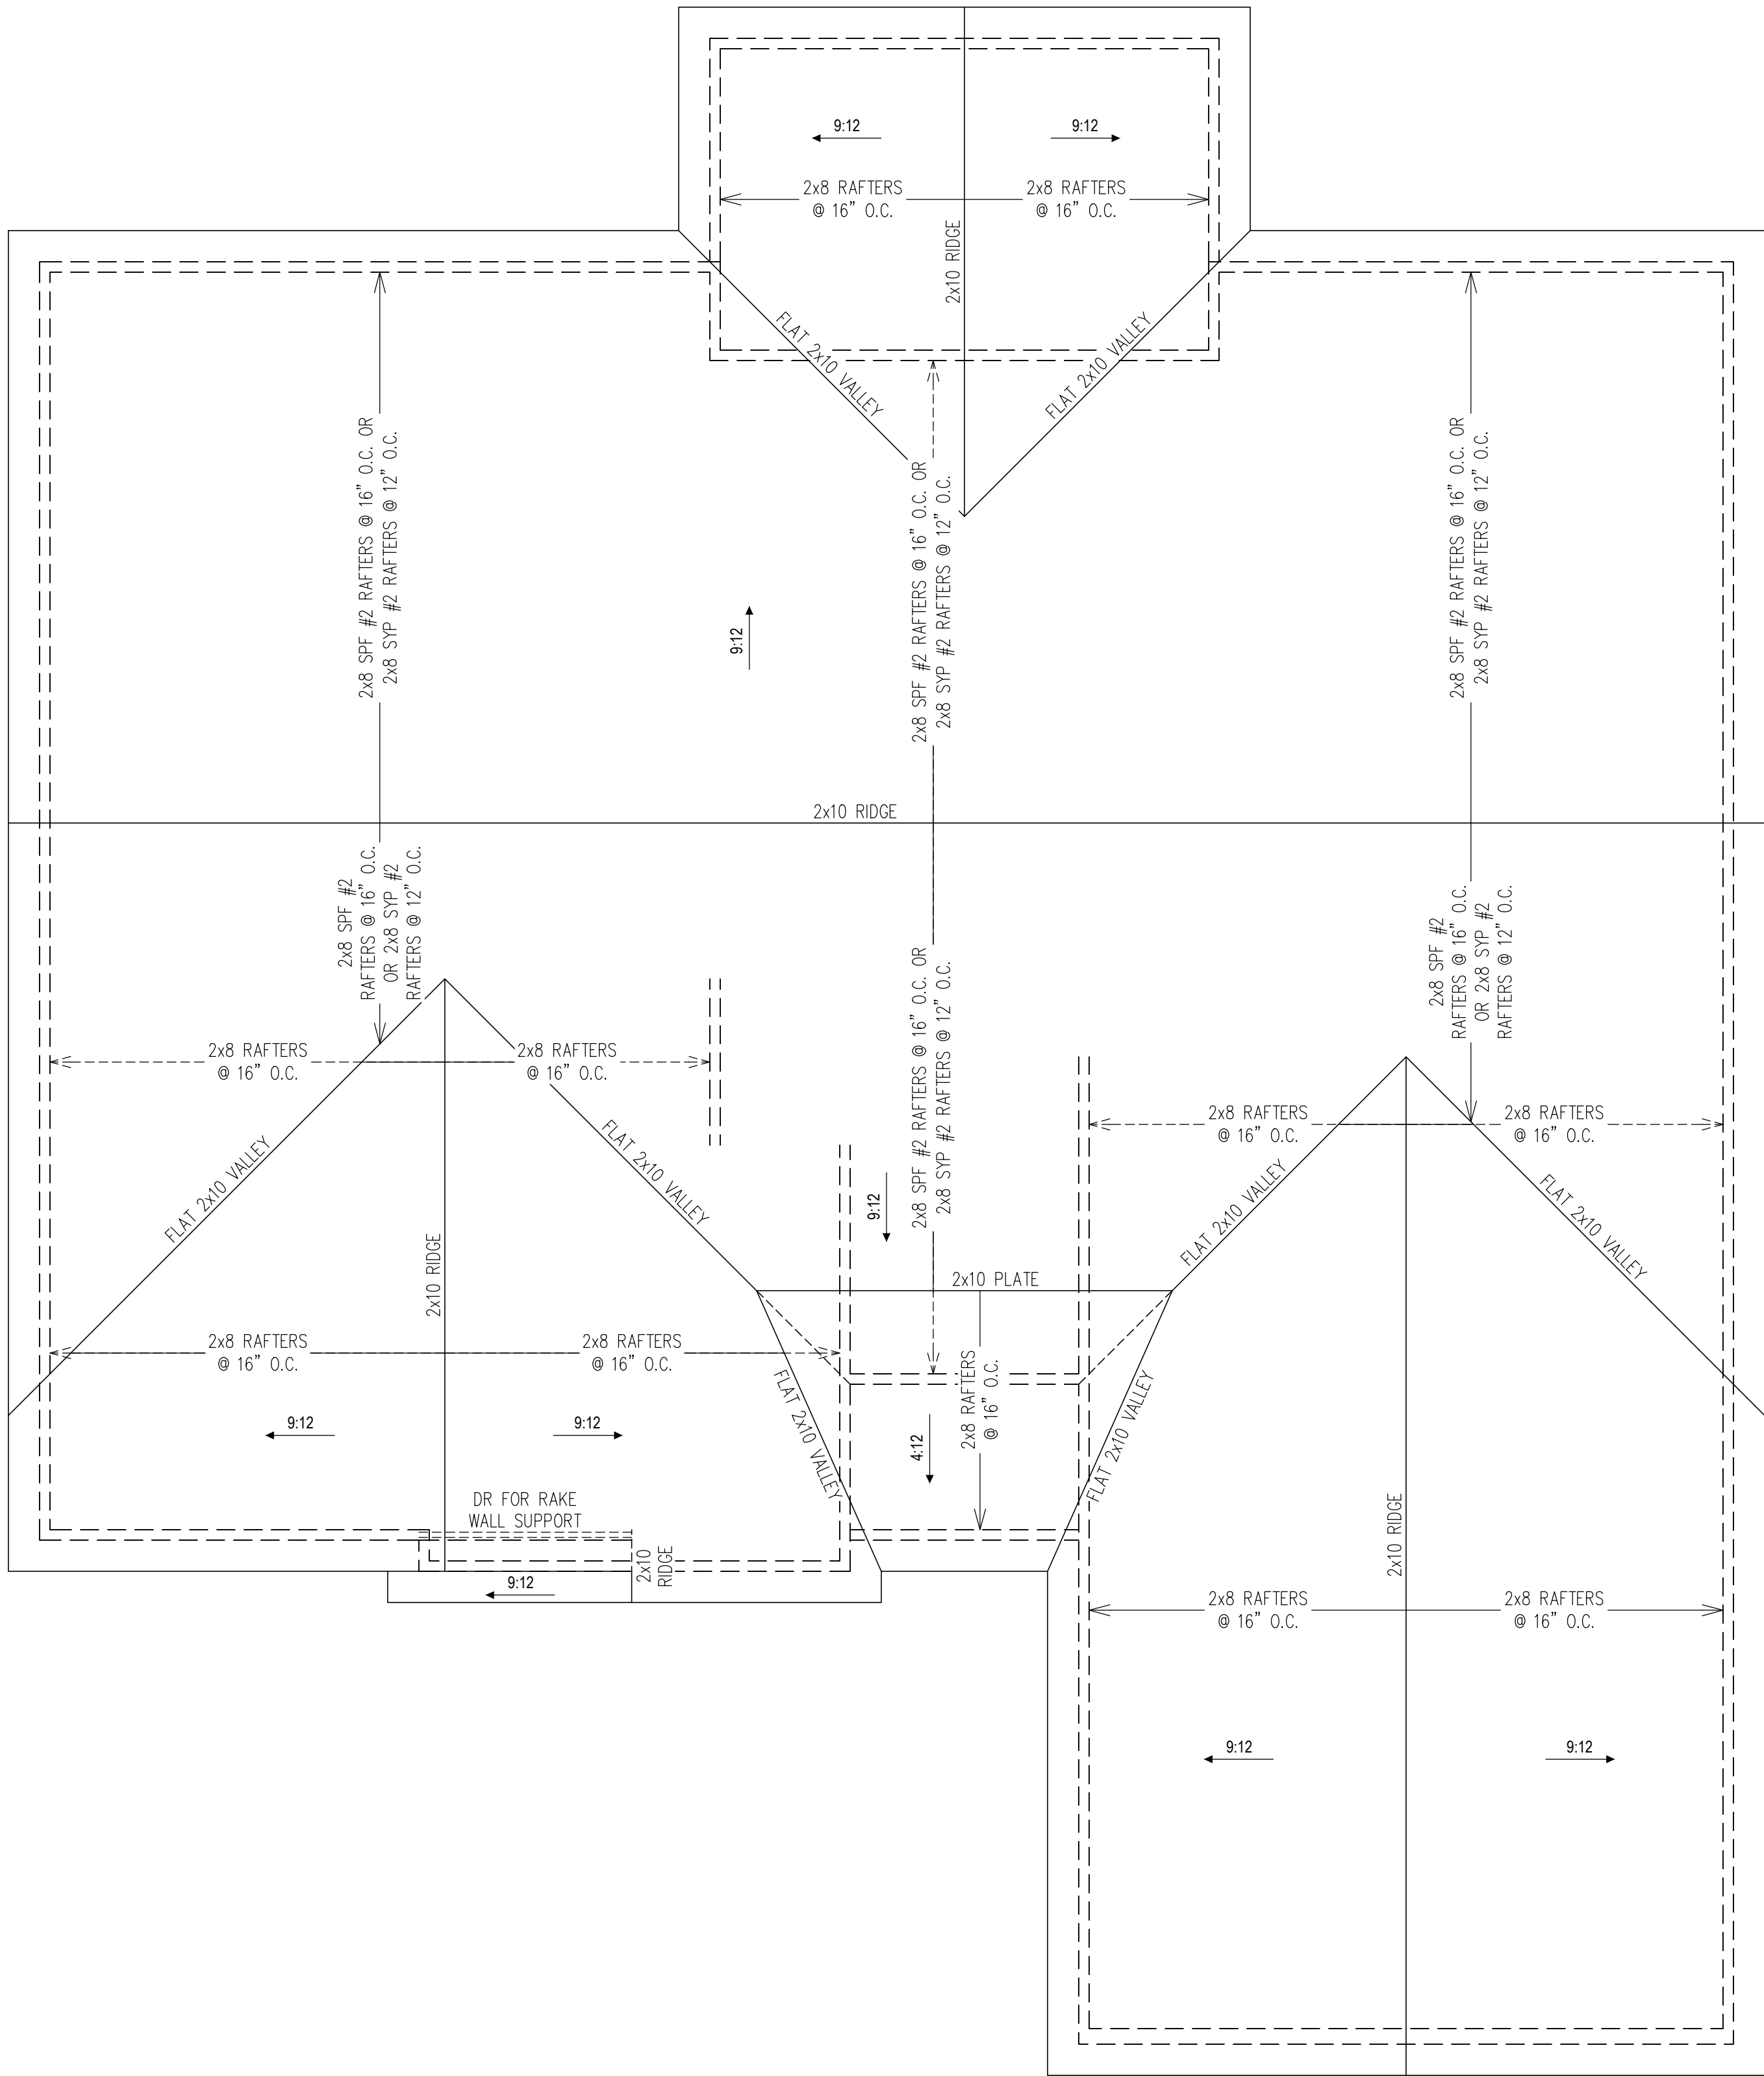 9:12
9:12
2x8 RAFTERS
@ 16" O.C.
2x8 RAFTERS
@ 16" O.C.
2x10 RIDGE
FLAT 2x10 VALLEY
FLAT 2x10 VALLEY
2x8 SPF #2 RAFTERS @ 16" O.C. OR
2x8 SYP #2 RAFTERS @ 12" O.C.
2x8 SPF #2 RAFTERS @ 16" O.C. OR
2x8 SYP #2 RAFTERS @ 12" O.C.
2x8 SPF #2 RAFTERS @ 16" O.C. OR
2x8 SYP #2 RAFTERS @ 12" O.C.
9:12
2x10 RIDGE
2x8 SPF #2
RAFTERS @ 16" O.C.
OR 2x8 SYP #2
RAFTERS @ 12" O.C.
2x8 SPF #2 RAFTERS @ 16" O.C. OR
2x8 SYP #2 RAFTERS @ 12" O.C.
2x8 SPF #2
RAFTERS @ 16" O.C.
OR 2x8 SYP #2
RAFTERS @ 12" O.C.
2x8 RAFTERS
@ 16" O.C.
2x8 RAFTERS
@ 16" O.C.
2x8 RAFTERS
@ 16" O.C.
2x8 RAFTERS
@ 16" O.C.
FLAT 2x10 VALLEY
FLAT 2x10 VALLEY
9:12
FLAT 2x10 VALLEY
FLAT 2x10 VALLEY
2x10 RIDGE
2x10 PLATE
2x8 RAFTERS
@ 16" O.C.
2x8 RAFTERS
@ 16" O.C.
FLAT 2x10 VALLEY
2x8 RAFTERS
@ 16" O.C.
FLAT 2x10 VALLEY
9:12
9:12
4:12
DR FOR RAKE
WALL SUPPORT
2x10
RIDGE
9:12
2x10 RIDGE
2x8 RAFTERS
@ 16" O.C.
2x8 RAFTERS
@ 16" O.C.
9:12
9:12